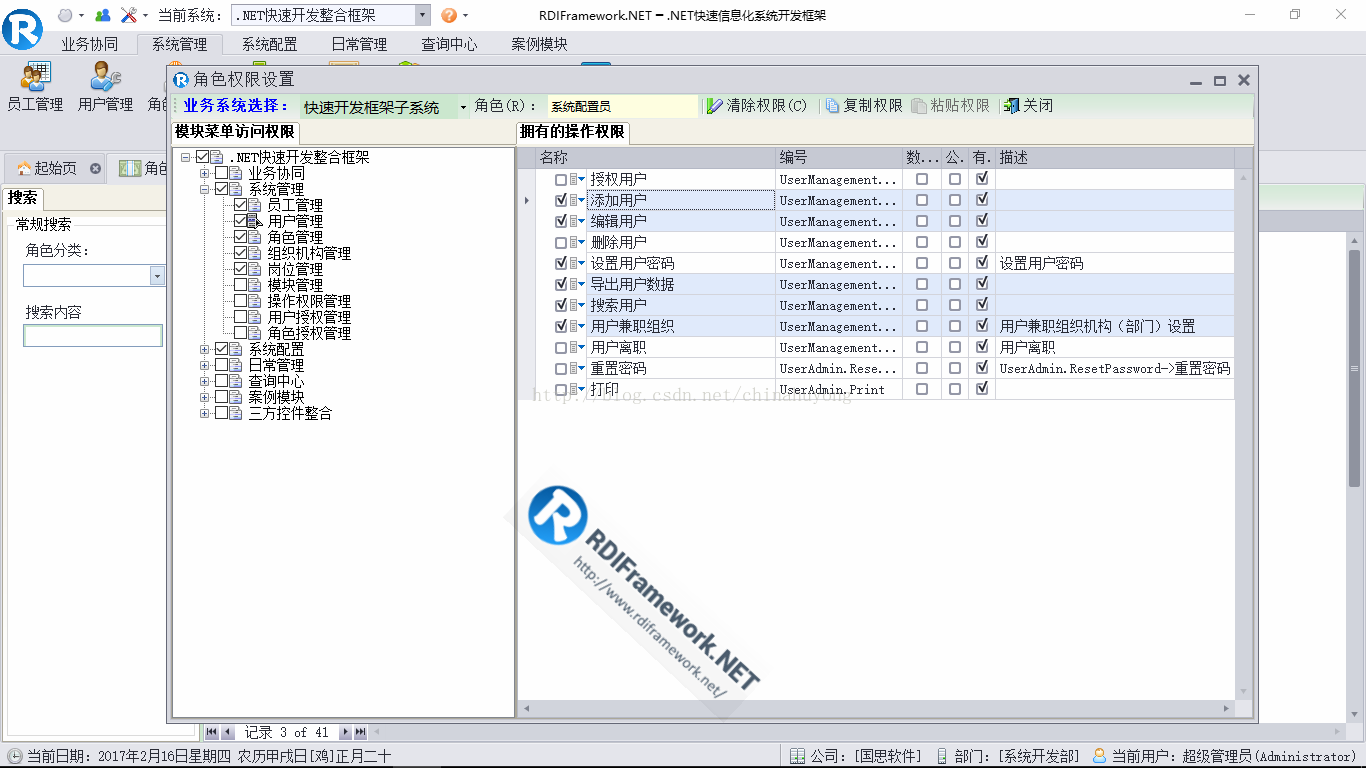 当前系统： .NET快速开发整合框架 RDIFramework.NET － .NET快速信息化系统开发框架
业务协同 系统管理 系统配置 日常管理 查询中心 案例模块
员工管理 用户管理
角色权限设置
业务系统选择： 快速开发框架子系统 角色(R)： 系统配置员 清除权限(C) 复制权限 粘贴权限 关闭
模块菜单访问权限 拥有的操作权限
起始页
搜索
常规搜索
角色分类：
搜索内容
.NET快速开发整合框架
业务协同
系统管理
员工管理
用户管理
角色管理
组织机构管理
岗位管理
模块管理
操作权限管理
用户授权管理
角色授权管理
系统配置
日常管理
查询中心
案例模块
三方控件整合
名称 编号 数... 公. 有. 描述
授权用户 UserManagement...
添加用户 UserManagement...
编辑用户 UserManagement...
删除用户 UserManagement...
设置用户密码 UserManagement... 设置用户密码
导出用户数据 UserManagement...
搜索用户 UserManagement...
用户兼职组织 UserManagement... 用户兼职组织机构（部门）设置
用户离职 UserManagement... 用户离职
重置密码 UserAdmin.Rese... UserAdmin.ResetPassword->重置密码
打印 UserAdmin.Print
http://blog.csdn.net/chinahuyong
RDIFramework.NET
http://www.rdiframework.net/
记录 3 of 41
当前日期： 2017年2月16日星期四 农历甲戌日[鸡]正月二十 公司：[国思软件] 部门：[系统开发部] 当前用户：超级管理员(Administrator)